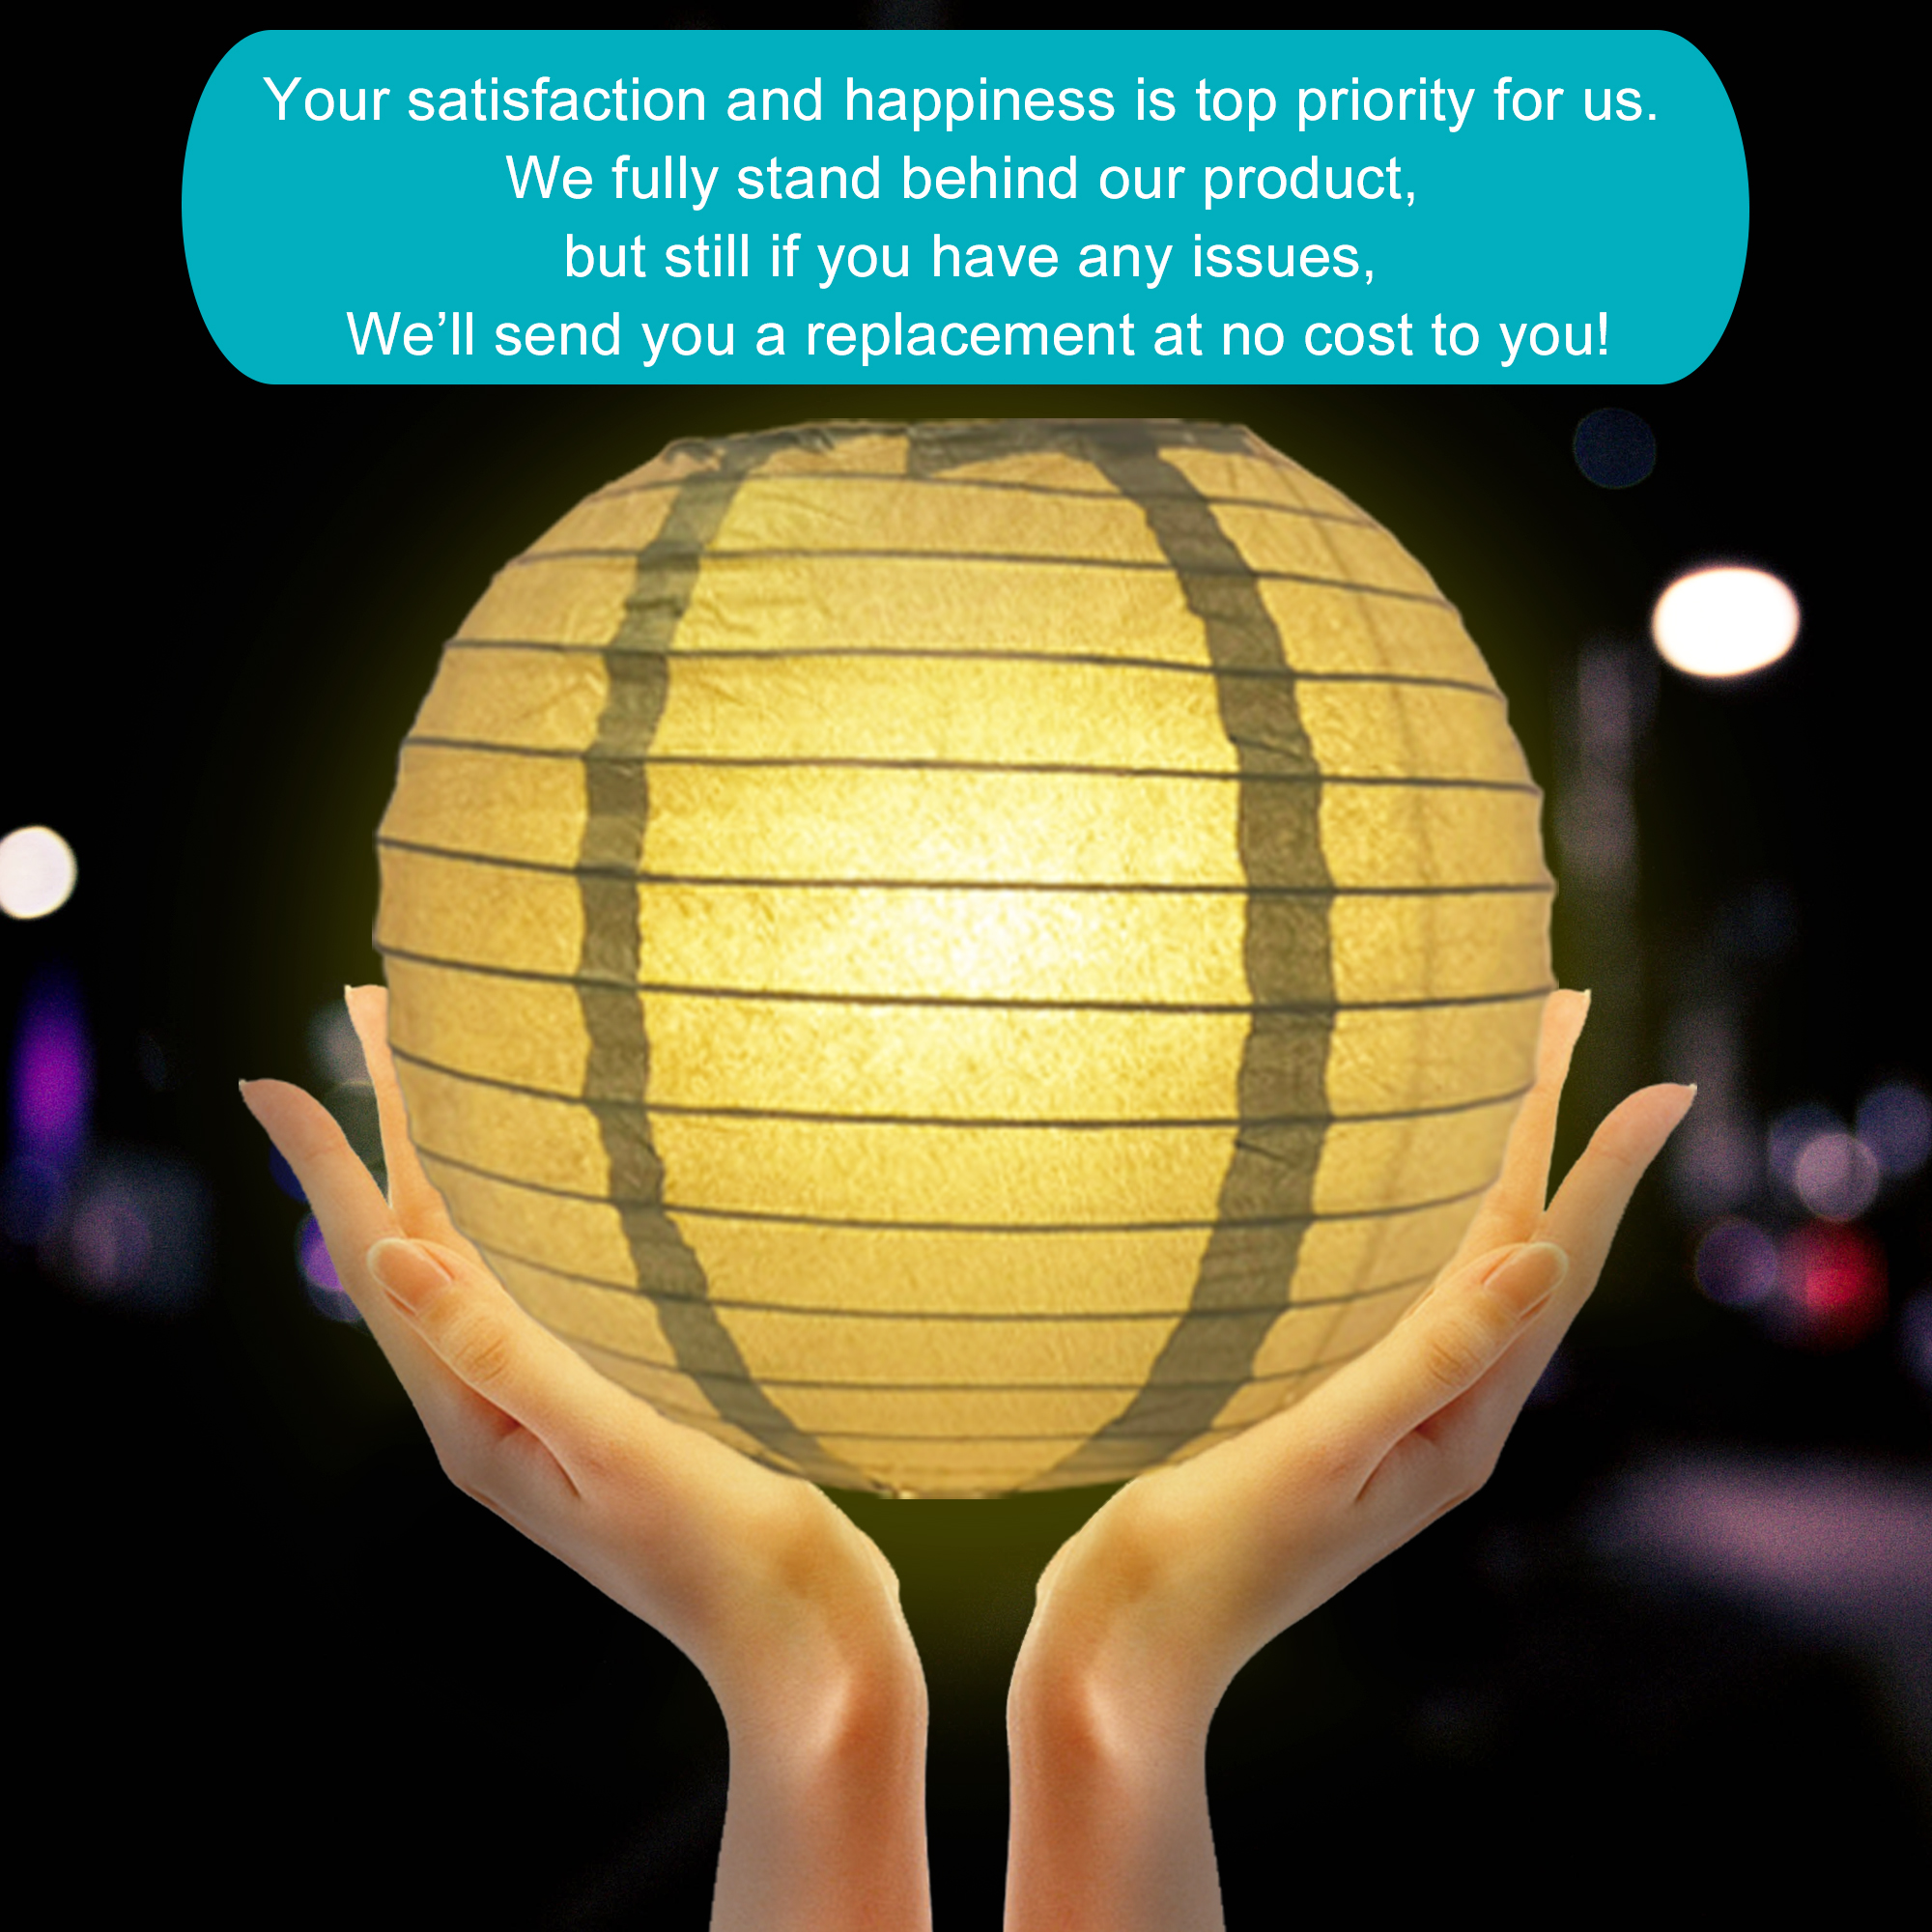 Your satisfaction and happiness is top priority for us.
We fully stand behind our product,
but still if you have any issues,
We’ll send you a replacement at no cost to you!